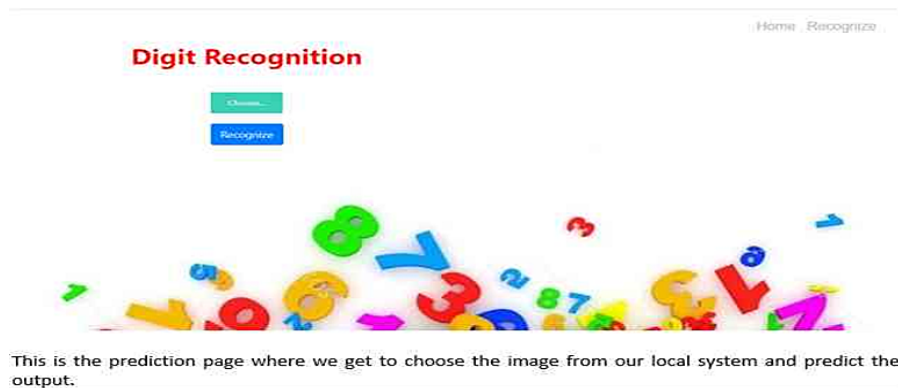 Home Recognize
Digit Recognition
Choose...
Recognize
This is the prediction page where we get to choose the image from our local system and predict the
output.